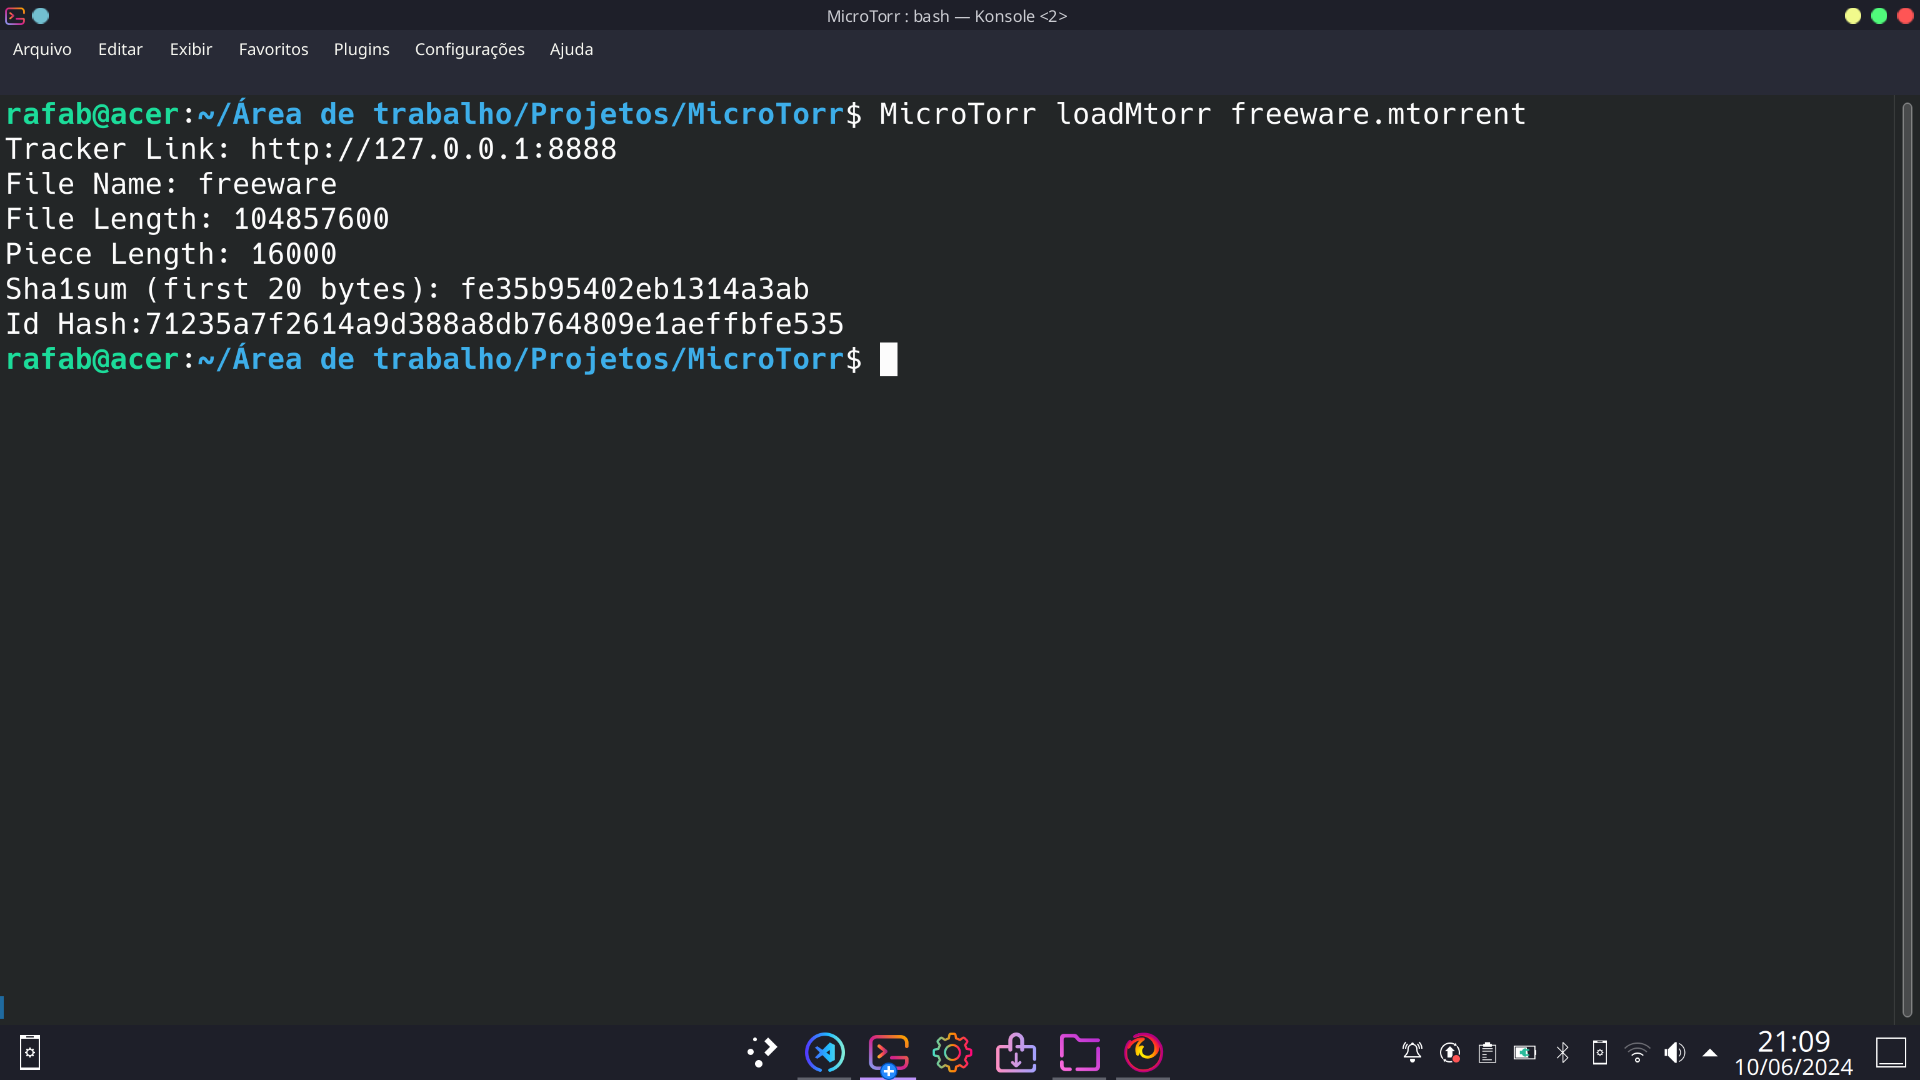 MicroTorr : bash — Konsole <2>
Arquivo Editar Exibir Favoritos Plugins Configurações Ajuda
rafab@acer:~/Área de trabalho/Projetos/MicroTorr$ MicroTorr loadMtorr freeware.mtorrent
Tracker Link: http://127.0.0.1:8888
File Name: freeware
File Length: 104857600
Piece Length: 16000
Sha1sum (first 20 bytes): fe35b95402eb1314a3ab
Id Hash:71235a7f2614a9d388a8db764809e1aeffbfe535
rafab@acer:~/Área de trabalho/Projetos/MicroTorr$
21:09
10/06/2024